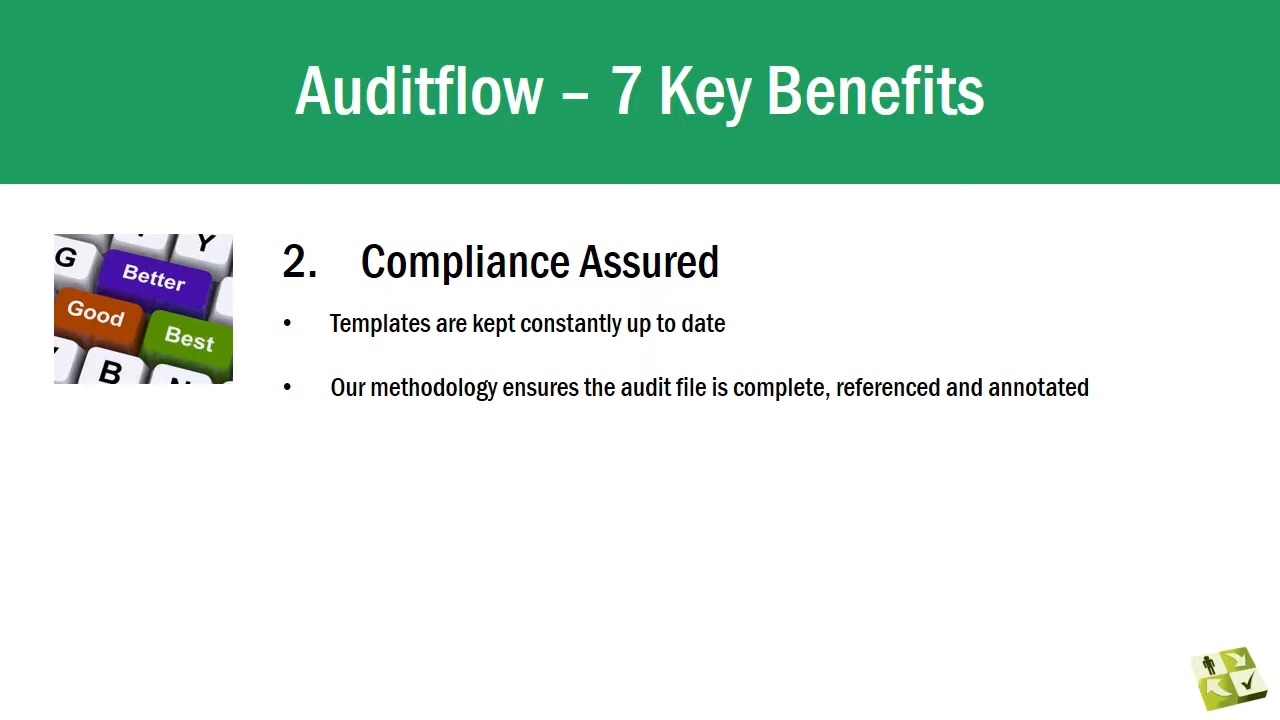 Auditflow – 7 Key Benefits
G
Y
Better
Good
Best
B
N
2. Compliance Assured
• Templates are kept constantly up to date
• Our methodology ensures the audit file is complete, referenced and annotated